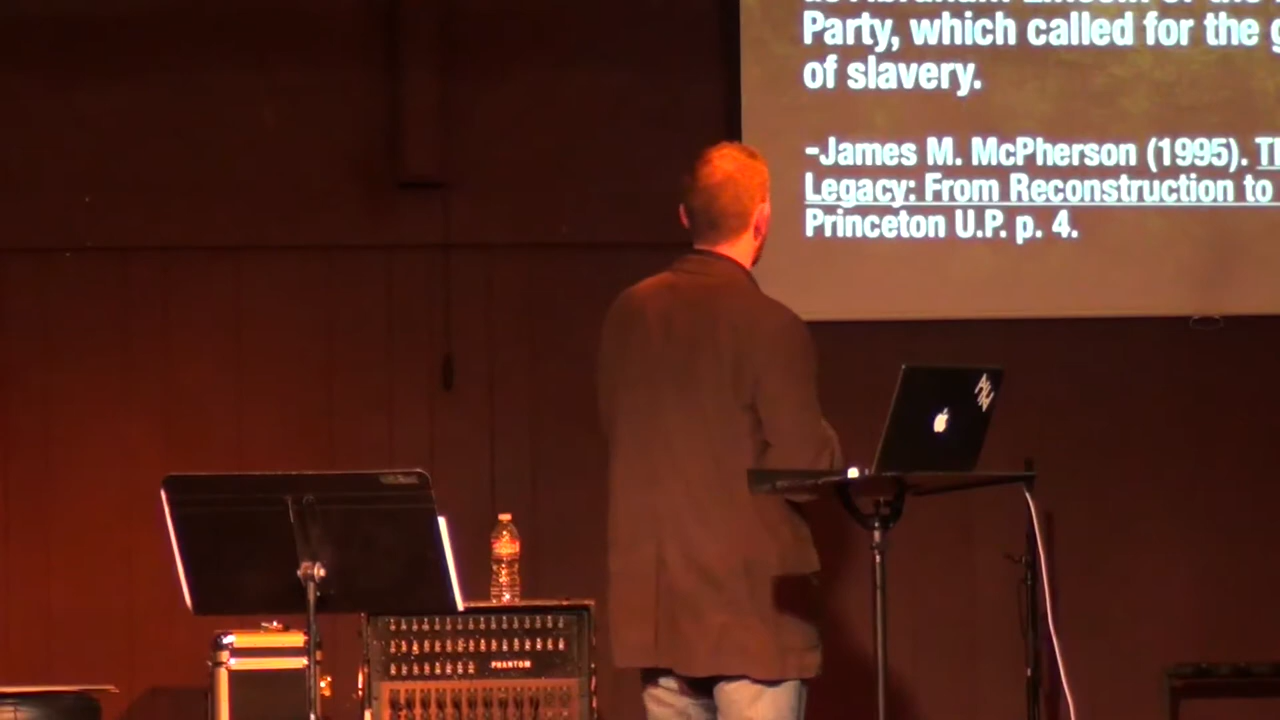 Party, which called for the
of slavery.
-James M. McPherson (1995).
Legacy: From Reconstruction to
Princeton U.P. p. 4.
PHANTOM